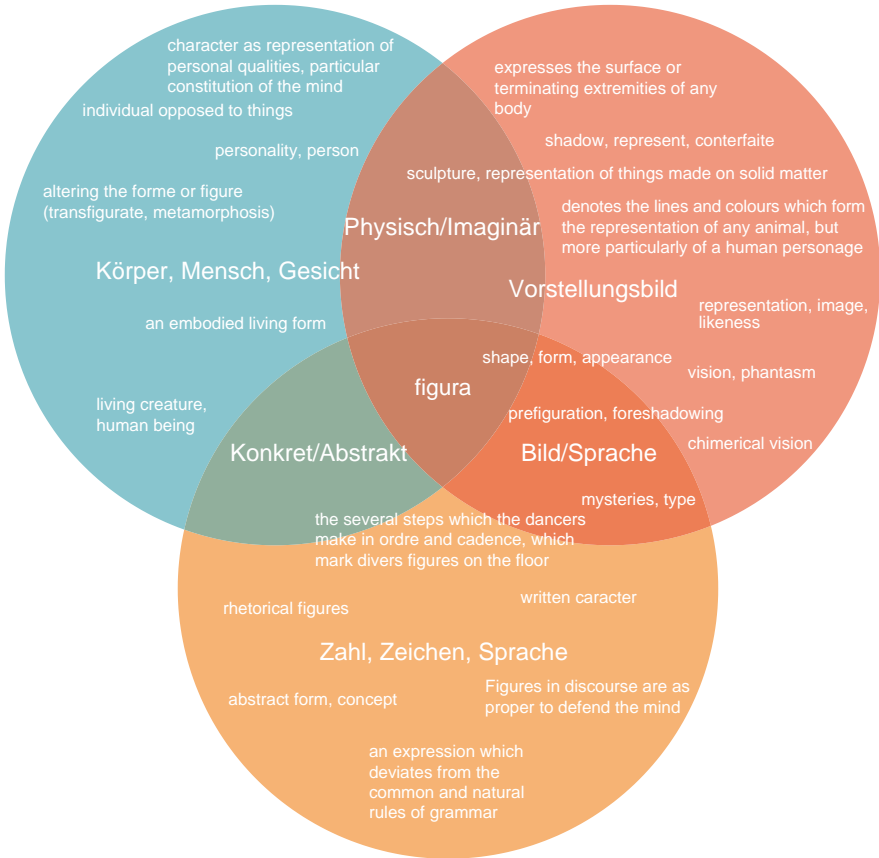 character as representation of
personal qualities, particular
constitution of the mind
individual opposed to things
personality, person
altering the forme or figure
(transfigurate, metamorphosis)
Körper, Mensch, Gesicht
an embodied living form
living creature,
human being
expresses the surface or
terminating extremities of any
body
shadow, represent, conterfaite
sculpture, representation of things made on solid matter
denotes the lines and colours which form
the representation of any animal, but
more particularly of a human personage
Physisch/Imaginär
Vorstellungsbild
representation, image,
likeness
shape, form, appearance
vision, phantasm
figura
prefiguration, foreshadowing
chimerical vision
Konkret/Abstrakt
Bild/Sprache
mysteries, type
the several steps which the dancers
make in ordre and cadence, which
mark divers figures on the floor
written caracter
rhetorical figures
Zahl, Zeichen, Sprache
Figures in discourse are as
proper to defend the mind
abstract form, concept
an expression which
deviates from the
common and natural
rules of grammar